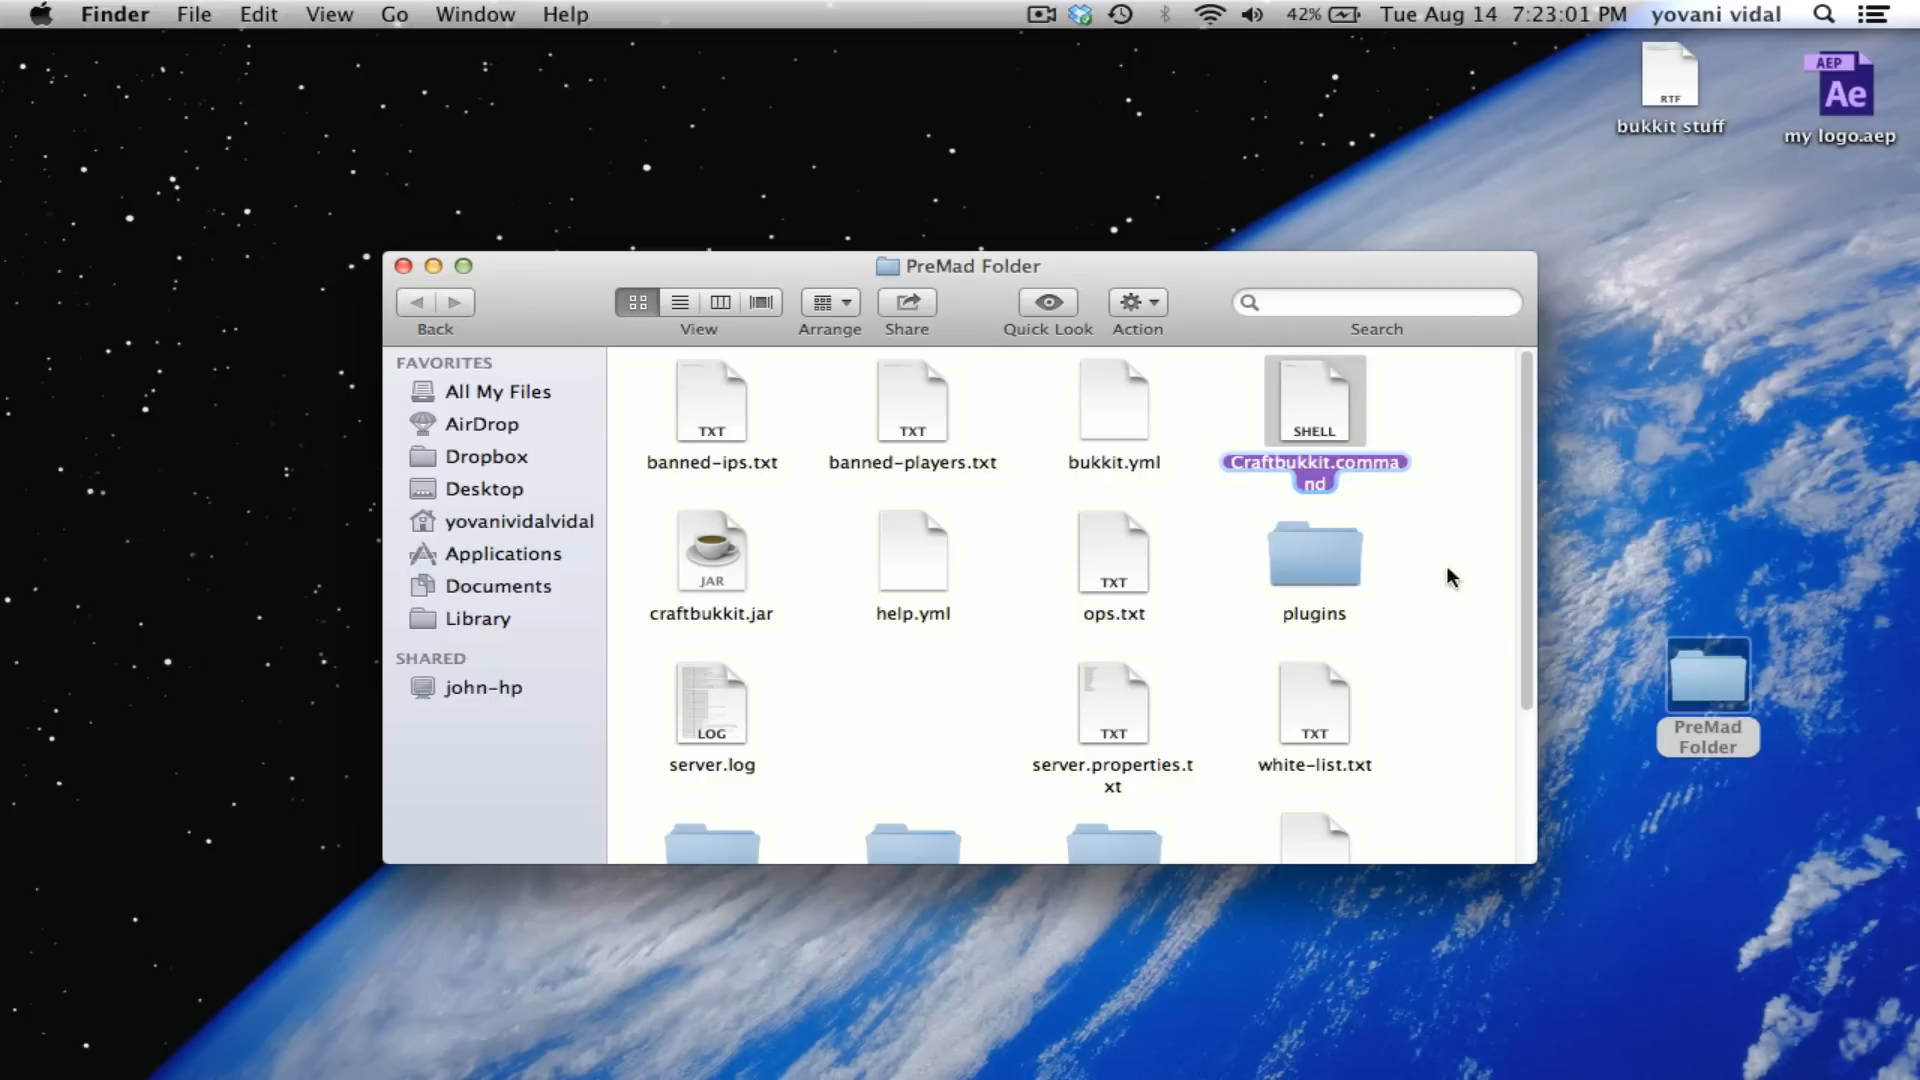 Finder File Edit View Go Window Help 42% Tue Aug 14 7:23:01 PM yovani vidal
RTF
bukkit stuff
AEP
Ae
my logo.aep
PreMad Folder
Back View Arrange Share Quick Look Action Search
FAVORITES
All My Files
AirDrop
Dropbox
Desktop
yovanividalvidal
Applications
Documents
Library
SHARED
john-hp
TXT TXT SHELL
banned-ips.txt banned-players.txt bukkit.yml Craftbukkit.comma
nd
JAR TXT
craftbukkit.jar help.yml ops.txt plugins
LOG TXT TXT
server.log server.properties.t white-list.txt
xt
PreMad
Folder